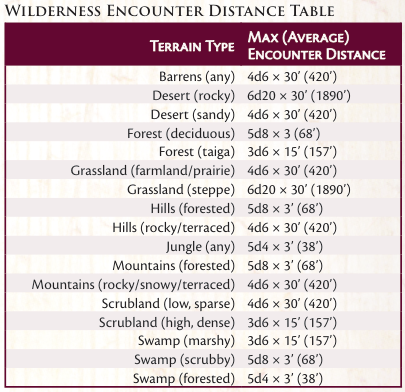 Wilderness Encounter Distance Table
Terrain Type Max (Average)
Encounter Distance
Barrens (any) 4d6 × 30’ (420’)
Desert (rocky) 6d20 × 30’ (1890’)
Desert (sandy) 4d6 × 30’ (420’)
Forest (deciduous) 5d8 × 3 (68’)
Forest (taiga) 3d6 × 15’ (157’)
Grassland (farmland/prairie) 4d6 × 30’ (420’)
Grassland (steppe) 6d20 × 30’ (1890’)
Hills (forested) 5d8 × 3’ (68’)
Hills (rocky/terraced) 4d6 × 30’ (420’)
Jungle (any) 5d4 × 3’ (38’)
Mountains (forested) 5d8 × 3’ (68’)
Mountains (rocky/snowy/terraced) 4d6 × 30’ (420’)
Scrubland (low, sparse) 4d6 × 30’ (420’)
Scrubland (high, dense) 3d6 × 15’ (157’)
Swamp (marshy) 3d6 × 15’ (157’)
Swamp (scrubby) 5d8 × 3’ (68’)
Swamp (forested) 5d4 × 3’ (38’)